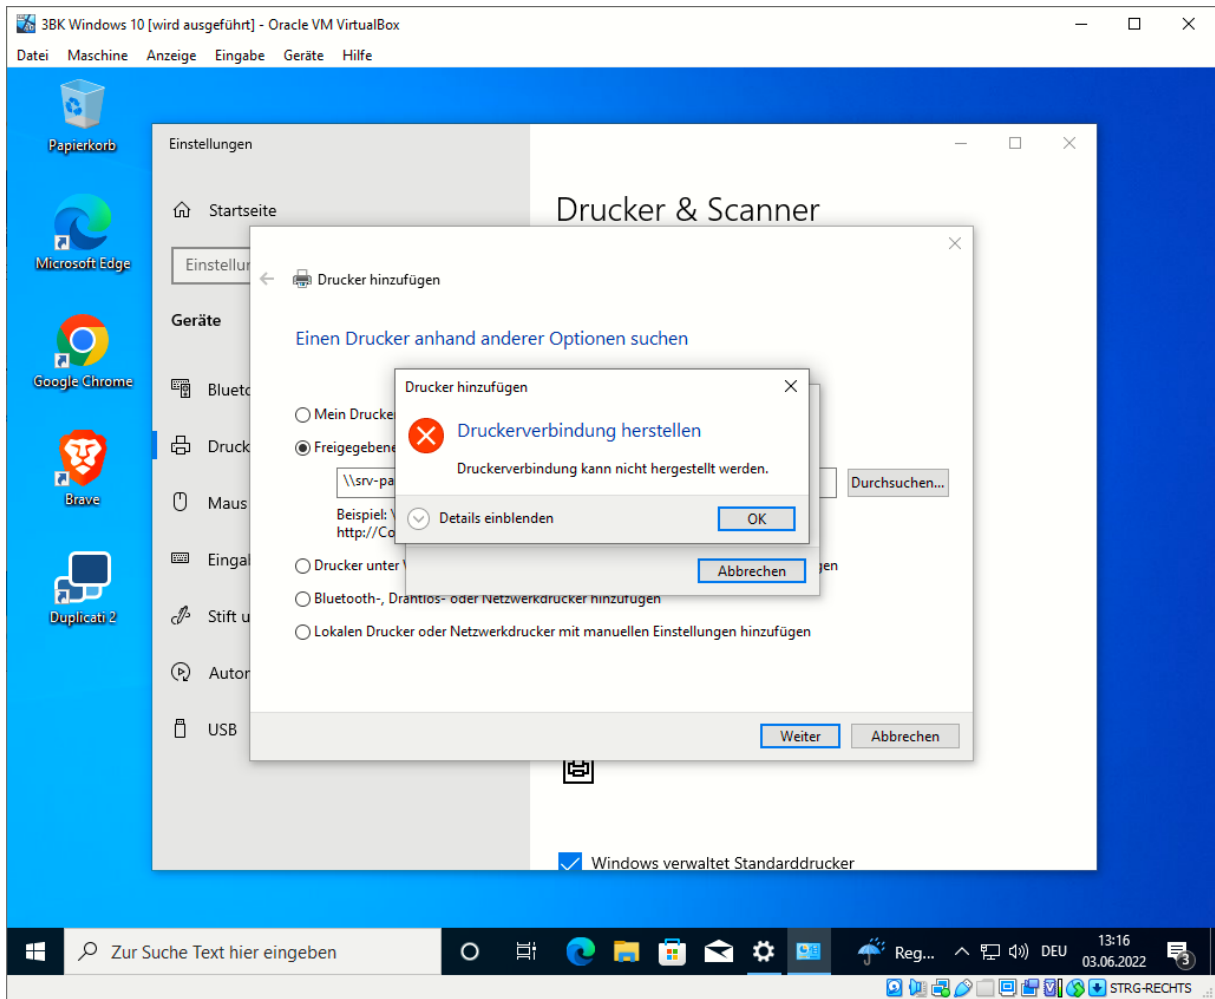 3BK Windows 10 [wird ausgeführt] - Oracle VM VirtualBox
Datei Maschine Anzeige Eingabe Geräte Hilfe
Papierkorb
Microsoft Edge
Google Chrome
Brave
Duplicati 2
Einstellungen
Startseite
Einstellur
Geräte
Bluetc
Druck
Maus
Eingal
Stift u
Autor
USB
Drucker & Scanner
Drucker hinzufügen
Einen Drucker anhand anderer Optionen suchen
Mein Drucke
Freigegebene
\\srv-pa
Durchsuchen...
Beispiel: \
http://Co
Drucker unter
gen
Bluetooth-, Drahtlos- oder Netzwerkdrucker hinzufügen
Lokalen Drucker oder Netzwerkdrucker mit manuellen Einstellungen hinzufügen
Weiter Abbrechen
Drucker hinzufügen
Druckerverbindung herstellen
Druckerverbindung kann nicht hergestellt werden.
Details einblenden
OK
Abbrechen
Windows verwaltet Standarddrucker
Zur Suche Text hier eingeben
Reg... DEU
13:16
03.06.2022
3
STRG-RECHTS